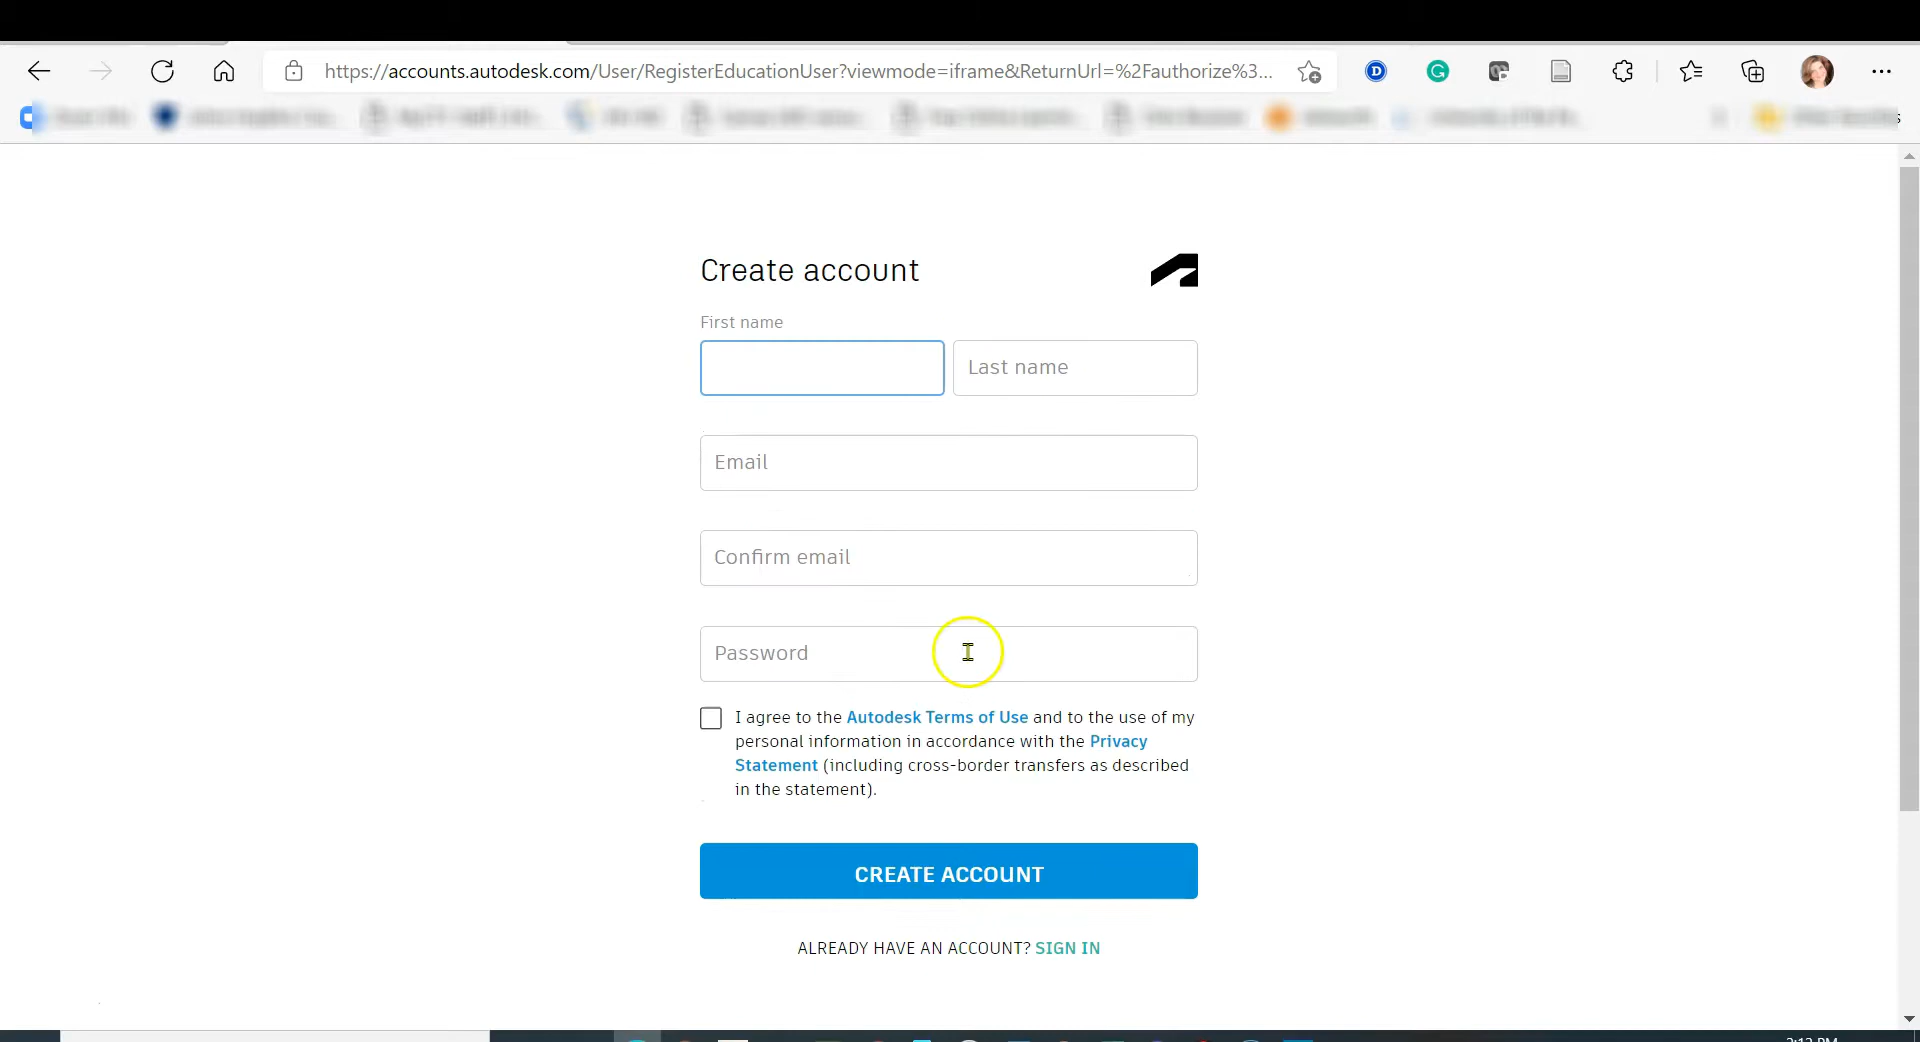 https://accounts.autodesk.com/User/RegisterEducationUser?viewmode=iframe&ReturnUrl=%2Fauthorize%3...
Create account
First name
Last name
Email
Confirm email
Password
I agree to the Autodesk Terms of Use and to the use of my
personal information in accordance with the Privacy
Statement (including cross-border transfers as described
in the statement).
CREATE ACCOUNT
ALREADY HAVE AN ACCOUNT? SIGN IN